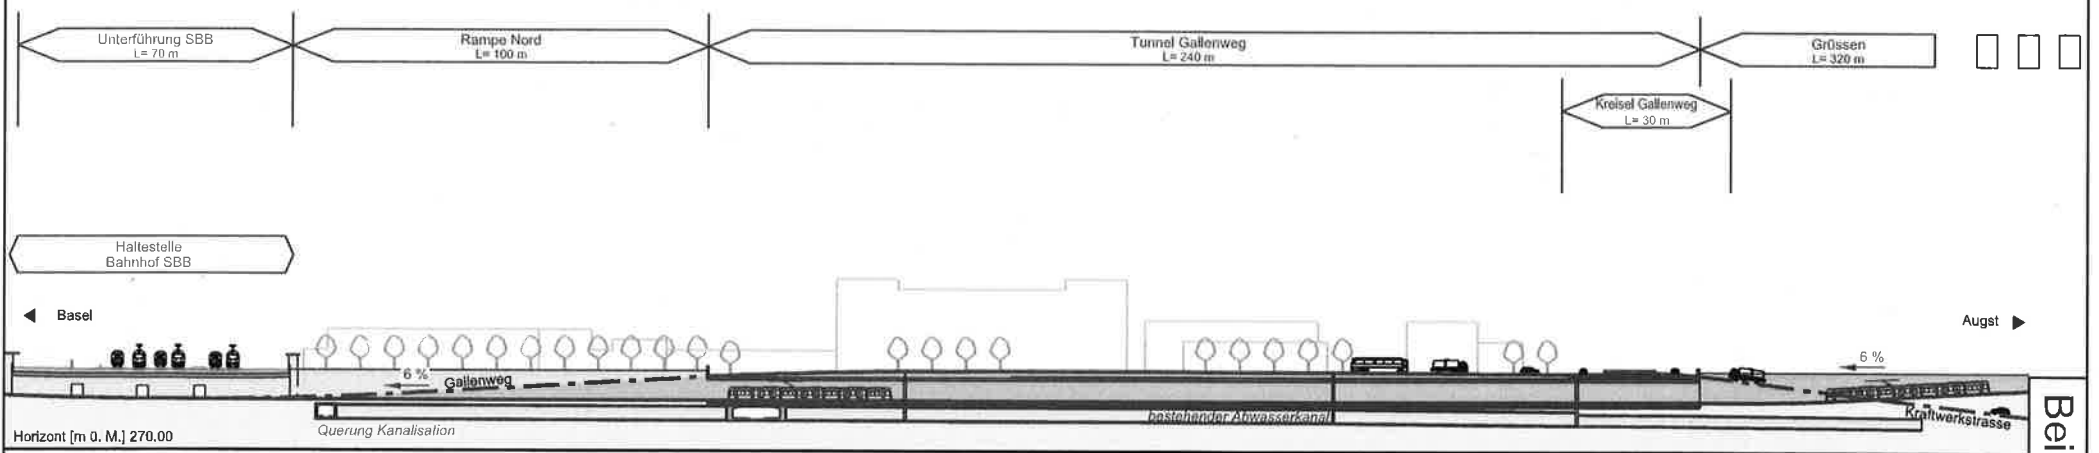 Unterführung SBB
L= 70 m
Rampe Nord
L= 100 m
Tunnel Gallenweg
L= 240 m
Grüssen
L= 320 m
Kreisel Gallenweg
L= 30 m
Haltestelle
Bahnhof SBB
Basel
Augst
6 %
Gallenweg
6 %
bestehender Abwasserkanal
Kraftwerkstrasse
Querung Kanalisation
Horizont [m ü. M.] 270.00
Bei